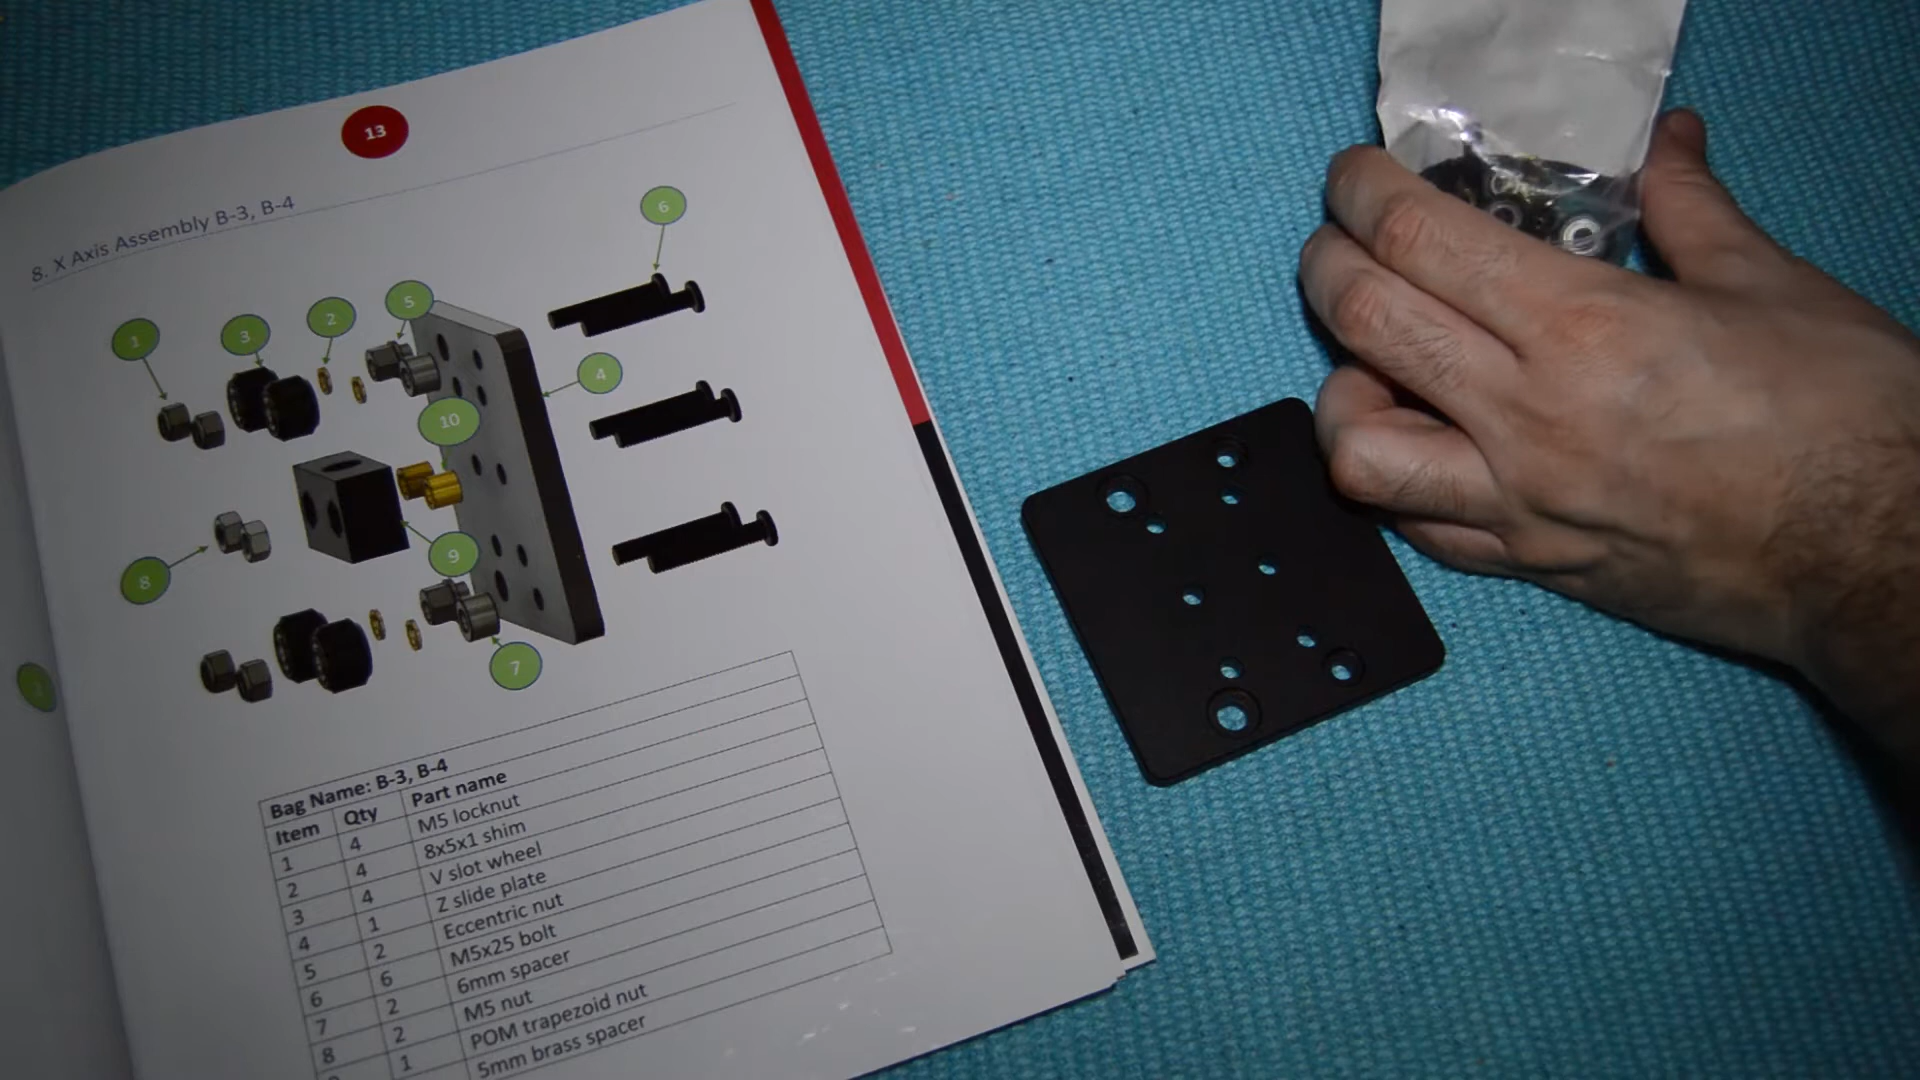 13
8. X Axis Assembly B-3, B-4
6
5
2
3
1
4
10
9
8
7
Bag Name: B-3, B-4
Item Qty Part name
1 4 M5 locknut
2 4 8x5x1 shim
3 4 V slot wheel
4 1 Z slide plate
5 2 Eccentric nut
6 6 M5x25 bolt
7 2 6mm spacer
8 2 M5 nut
1 POM trapezoid nut
5mm brass spacer